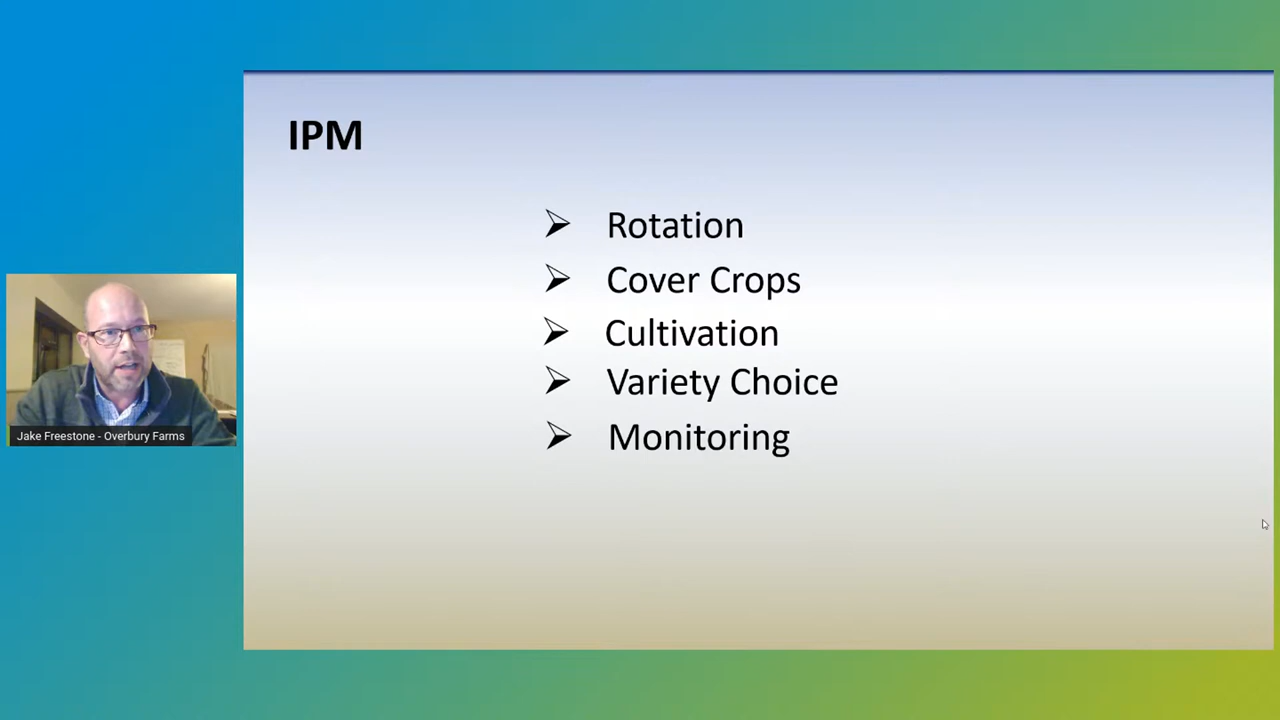 IPM
Rotation
Cover Crops
Cultivation
Variety Choice
Monitoring
Jake Freestone - Overbury Farms